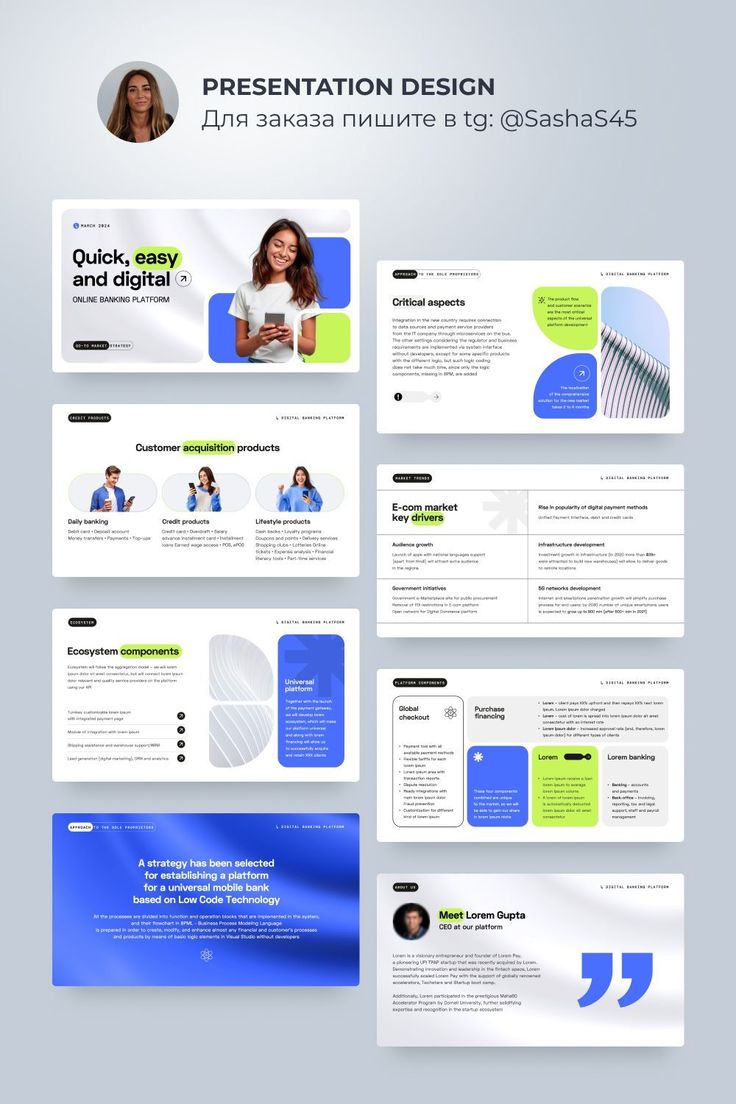 PRESENTATION DESIGN
Для заказа пишите в tg: @SashaS45
MARCH 2024
Quick, easy
and digital
ONLINE BANKING PLATFORM
GO-TO MARKET STRATEGY
APPROACH TO THE SOLE PROPRIETORS
DIGITAL BANKING PLATFORM
Critical aspects
Integration in the new country requires connection
to data sources and payment service providers
from the IT company through microservices on the bus.
The other settings considering the regulator and business
requirements are implemented via system interface
without developers, except for some specific products
with the different logic, but such logic coding
does not take much time, since only the logic
components, missing in BPM, are added
The product flow
and customer scenarios
are the most critical
aspects of the universal
platform development
The localisation
of the comprehensive
solution for the new market
takes 2 to 4 months
CREDIT PRODUCTS
DIGITAL BANKING PLATFORM
Customer acquisition products
Daily banking
Debit card • Deposit account
Money transfers • Payments • Top-ups
Credit products
Credit card • Overdraft • Salary
advance Instalment card • Instalment
loans Earned wage access • POS, ePOS
Lifestyle products
Cash backs • Loyalty programs
Coupons and points • Delivery services
Shopping clubs • Lotteries Online
tickets • Expense analysis • Financial
literacy tools • Part-time services
MARKET TRENDS
DIGITAL BANKING PLATFORM
E-com market
key drivers
Rise in popularity of digital payment methods
Unified Payment Interface, debit and credit cards
Audience growth
Launch of apps with national languages support
(apart from hindi) will attract extra audience
in the regions
Infrastructure development
Investment growth in infrastructure (in 2020 more than
were attracted to build new warehouses) will allow to deliver goods
to remote locations
Government initiatives
Government e-Marketplace site for public procurement
Removal of FDI restrictions in E-com platform
Open network for Digital Commerce platform
5G networks development
Internet and smartphones penetration growth will simplify purchase
process for end users: by 2030 number of unique smartphone users
is expected to grow up to 900 mln (after 600+ mln in 2021)
ECOSYSTEM
DIGITAL BANKING PLATFORM
Ecosystem components
Ecosystem will follow the aggregation model – we will lorem
ipsum dolor sit amet consectetur, but will connect lorem ipsum
dolor relevant and quality service providers on the platform
using our API
Turnkey customizable lorem ipsum
with integrated payment page
Module of integration with lorem ipsum
Shipping assistance and warehouse support/WMM
Lead generation (digital marketing), CRM and analytics
Universal
platform
Together with the launch
of the payment gateway,
we will develop lorem
ecosystem, which will make
our platform universal
and along with lorem
financing will allow us
to successfully acquire
and retain XXX clients
PLATFORM COMPONENTS
DIGITAL BANKING PLATFORM
Global
checkout
• Payment tool with all
available payment methods
• Flexible tariffs for each
lorem ipsum
• Lorem ipsum area with
transaction reports
• Dispute resolution
• Ready integrations with
main lorem ipsum dolor
• Fraud prevention
• Customization for different
kind of lorem ipsum
Purchase
financing
• Lorem – client pays XX% upfront and then repays XX% next lorem
ipsum. Lorem ipsum dolor charged
• Lorem – cost of lorem is spread into lorem ipsum dolor sit amet
consectetur with as interest rate
• Lorem ipsum dolor – increased approval rate (and, therefore, lorem
ipsum dolor) for different types of clients
These four components
combined are unique
to the market, so we will
be able to gain our share
in lorem ipsum niche
Lorem
• Lorem ipsum receive a loan
lorem ipsum to average
lorem ipsum volume
• A lorem of lorem ipsum
is automatically deducted
lorem ipsum dolor sit amet
consectetur
Lorem banking
• Banking – accounts
and payments
• Back-office – invoicing,
reporting, tax and legal
support, staff and payroll
management
APPROACH TO THE SOLE PROPRIETORS
DIGITAL BANKING PLATFORM
A strategy has been selected
for establishing a platform
for a universal mobile bank
based on Low Code Technology
All the processes are divided into function and operation blocks that are implemented in the system,
and their flowchart in BPML – Business Process Modeling Language
is prepared in order to create, modify, and enhance almost any financial and customer's processes
and products by means of basic logic elements in Visual Studio without developers
ABOUT US
DIGITAL BANKING PLATFORM
Meet Lorem Gupta
CEO at our platform
Lorem is a visionary entrepreneur and founder of Lorem Pay,
a pioneering UPI TPAP startup that was recently acquired by Lorem.
Demonstrating innovation and leadership in the fintech space, Lorem
successfully scaled Lorem Pay with the support of globally renowned
accelerators, Techstars and Startup boot camp.
Additionally, Lorem participated in the prestigious
Accelerator Program by Cornell University, further solidifying
expertise and recognition in the startup ecosystem